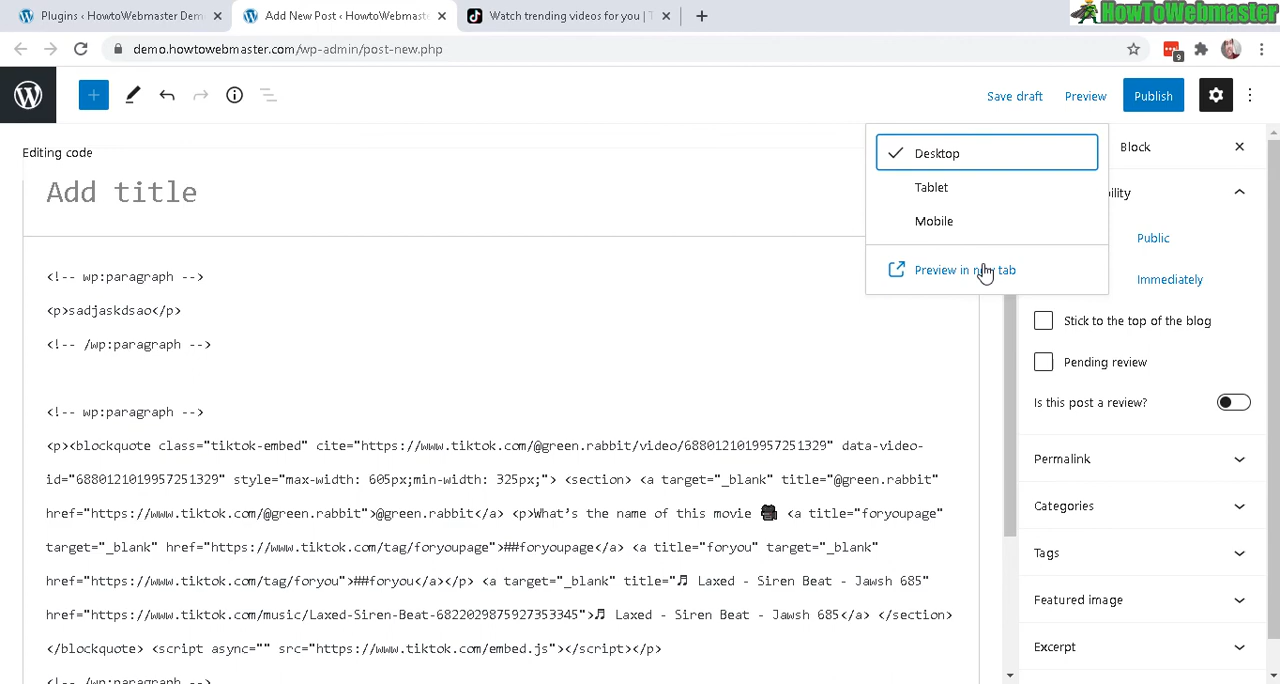 Plugins ‹ HowtoWebmaster Dem
Add New Post ‹ HowtoWebmast
Watch trending videos for you | T
HowToWebmaster
demo.howtowebmaster.com/wp-admin/post-new.php
9
Save draft
Preview
Publish
Editing code
Desktop
Block
Add title
Tablet
ibility
Mobile
Public
Preview in new tab
Immediately
<!-- wp:paragraph -->
<p>sadjaskdsao</p>
Stick to the top of the blog
<!-- /wp:paragraph -->
Pending review
Is this post a review?
<!-- wp:paragraph -->
<p><blockquote class="tiktok-embed" cite="https://www.tiktok.com/@green.rabbit/video/6880121019957251329" data-video-
id="6880121019957251329" style="max-width: 605px;min-width: 325px;"> <section> <a target="_blank" title="@green.rabbit"
href="https://www.tiktok.com/@green.rabbit">@green.rabbit</a> <p>What's the name of this movie 🎥 <a title="foryoupage"
target="_blank" href="https://www.tiktok.com/tag/foryoupage">##foryoupage</a> <a title="foryou" target="_blank"
href="https://www.tiktok.com/tag/foryou">##foryou</a></p> <a target="_blank" title="♬ Laxed - Siren Beat - Jawsh 685"
href="https://www.tiktok.com/music/Laxed-Siren-Beat-6822029875927353345">♬ Laxed - Siren Beat - Jawsh 685</a> </section>
</blockquote> <script async="" src="https://www.tiktok.com/embed.js"></script></p>
<!-- /wp:paragraph -->
Permalink
Categories
Tags
Featured image
Excerpt